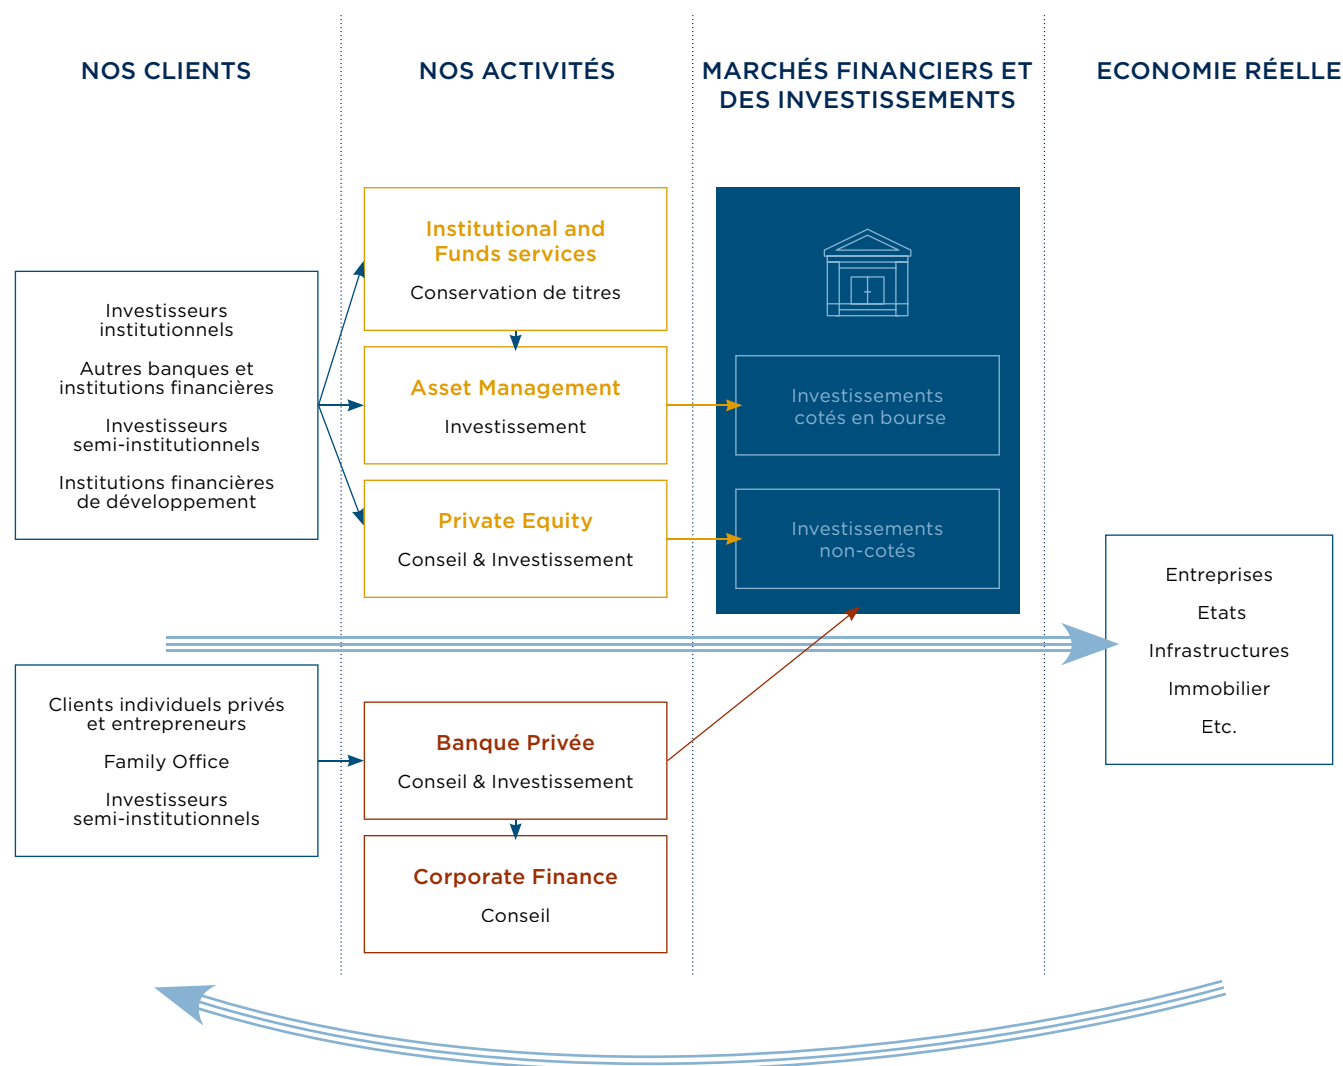 NOS CLIENTS
NOS ACTIVITÉS
MARCHÉS FINANCIERS ET
DES INVESTISSEMENTS
ECONOMIE RÉELLE
Investisseurs
institutionnels
Autres banques et
institutions financières
Investisseurs
semi-institutionnels
Institutions financières
de développement
Clients individuels privés
et entrepreneurs
Family Office
Investisseurs
semi-institutionnels
Institutional and
Funds services
Conservation de titres
Asset Management
Investissement
Private Equity
Conseil & Investissement
Banque Privée
Conseil & Investissement
Corporate Finance
Conseil
Investissements
cotés en bourse
Investissements
non-cotés
Entreprises
Etats
Infrastructures
Immobilier
Etc.